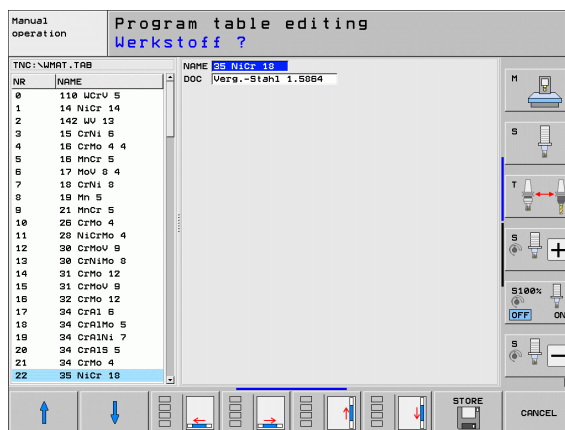 Manual
operation
Program table editing
Werkstoff ?
TNC:\WMAT.TAB
NR NAME
0 110 WCrV 5
1 14 NiCr 14
2 142 WV 13
3 15 CrNi 6
4 16 CrMo 4 4
5 16 MnCr 5
6 17 MoV 8 4
7 18 CrNi 8
8 19 Mn 5
9 21 MnCr 5
10 26 CrMo 4
11 28 NiCrMo 4
12 30 CrMoV 9
13 30 CrNiMo 8
14 31 CrMo 12
15 31 CrMoV 9
16 32 CrMo 12
17 34 CrAl 6
18 34 CrAlMo 5
19 34 CrAlNi 7
20 34 CrAlS 5
21 34 CrMo 4
22 35 NiCr 18
NAME 35 NiCr 18
DOC Verg.-Stahl 1.5864
M
S
T
S
S100%
OFF ON
S
STORE
CANCEL